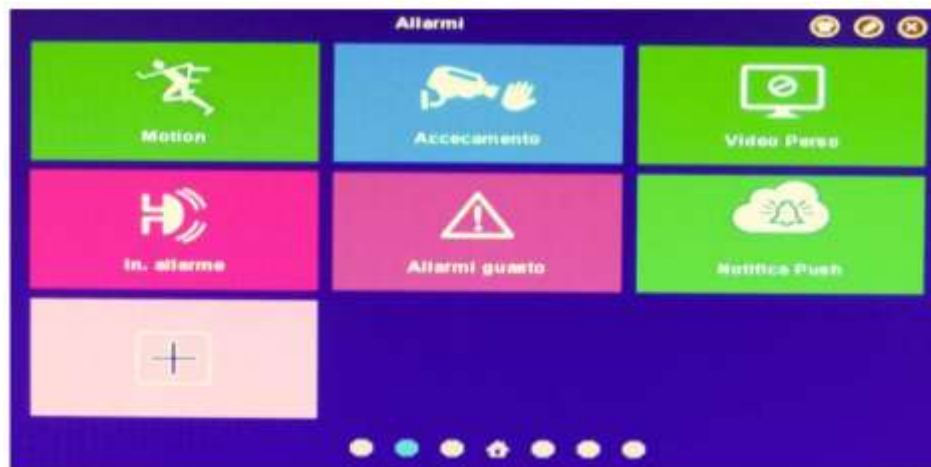 Allarmi
Motion
Accecamento
Video Perso
In. allarme
Allarmi guasto
Notifica Push